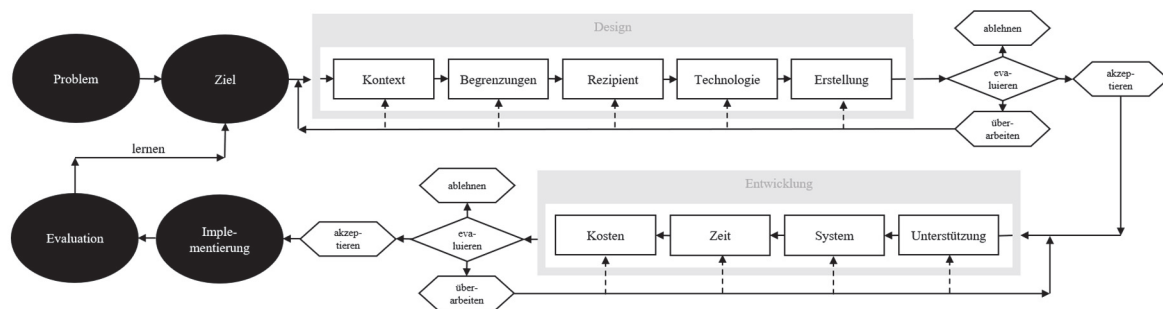 Design
ablehnen
Problem
Ziel
Kontext
Begrenzungen
Rezipient
Technologie
Erstellung
eva-
luieren
akzep-
tieren
über-
arbeiten
lernen
Entwicklung
ablehnen
Evaluation
Imple-
mentierung
akzep-
tieren
eva-
luieren
Kosten
Zeit
System
Unterstützung
über-
arbeiten